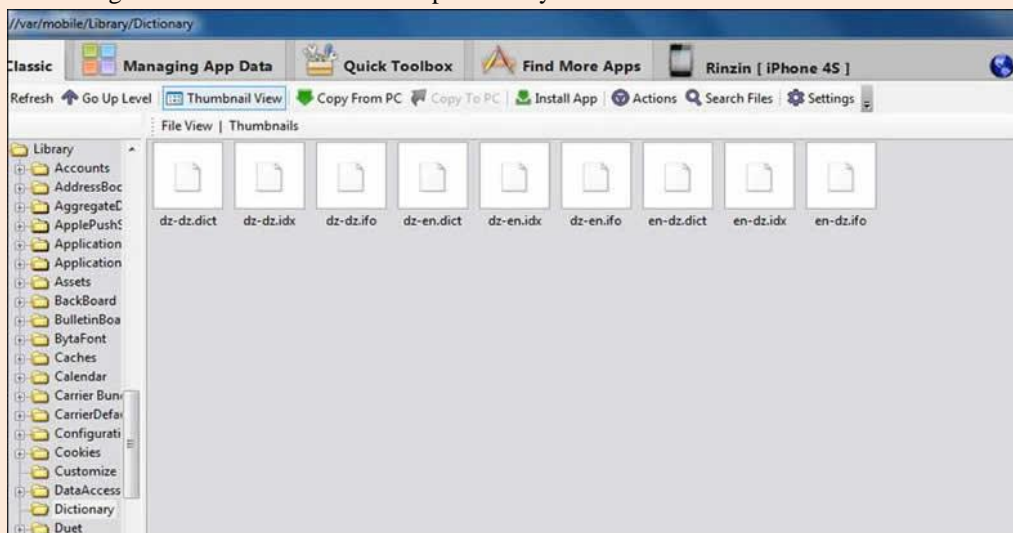 //var/mobile/Library/Dictionary
Classic Managing App Data Quick Toolbox Find More Apps Rinzin [ iPhone 4S ]
Refresh Go Up Level Thumbnail View Copy From PC Copy To PC Install App Actions Search Files Settings
File View | Thumbnails
Library
Accounts
AddressBoc
AggregateD
ApplePushS
Application
Application
Assets
BackBoard
BulletinBoa
BytaFont
Caches
Calendar
Carrier Bun
CarrierDefa
Configurati
Cookies
Customize
DataAccess
Dictionary
Duet
dz-dz.dict dz-dz.idx dz-dz.ifo dz-en.dict dz-en.idx dz-en.ifo en-dz.dict en-dz.idx en-dz.ifo